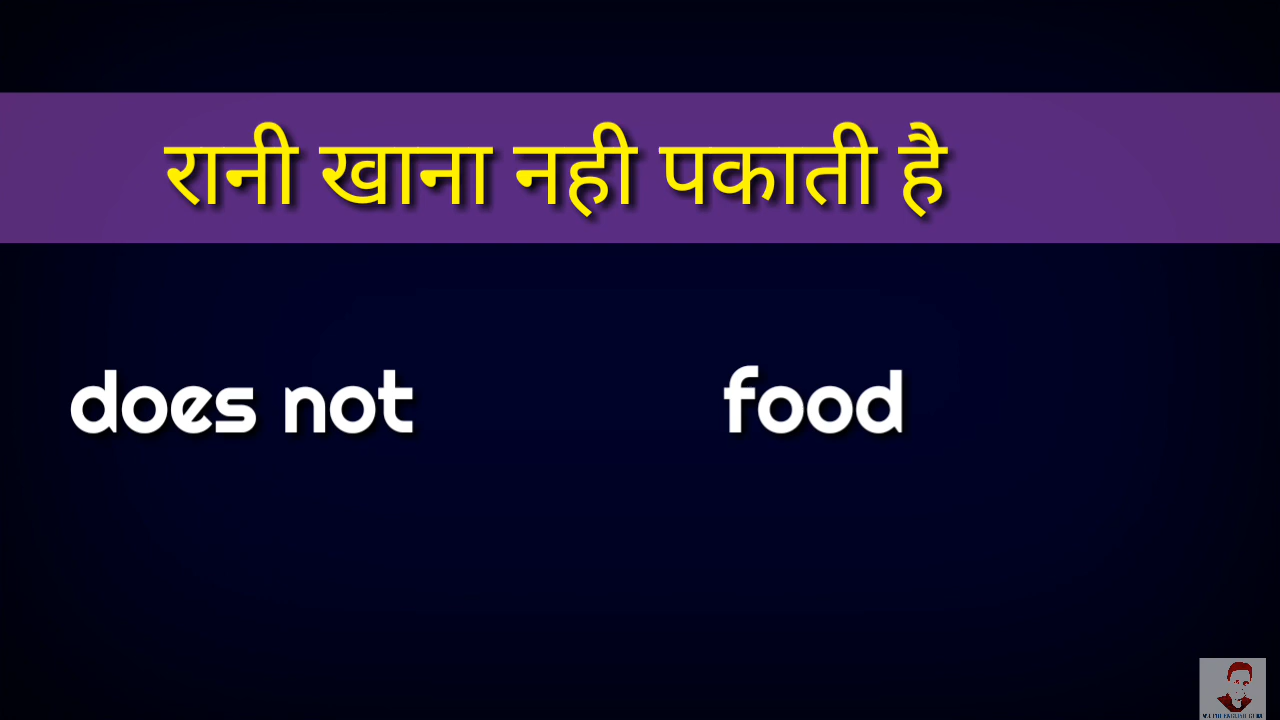 रानी खाना नही पकाती है
does not food